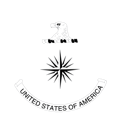 UNITED STATES OF AMERICA